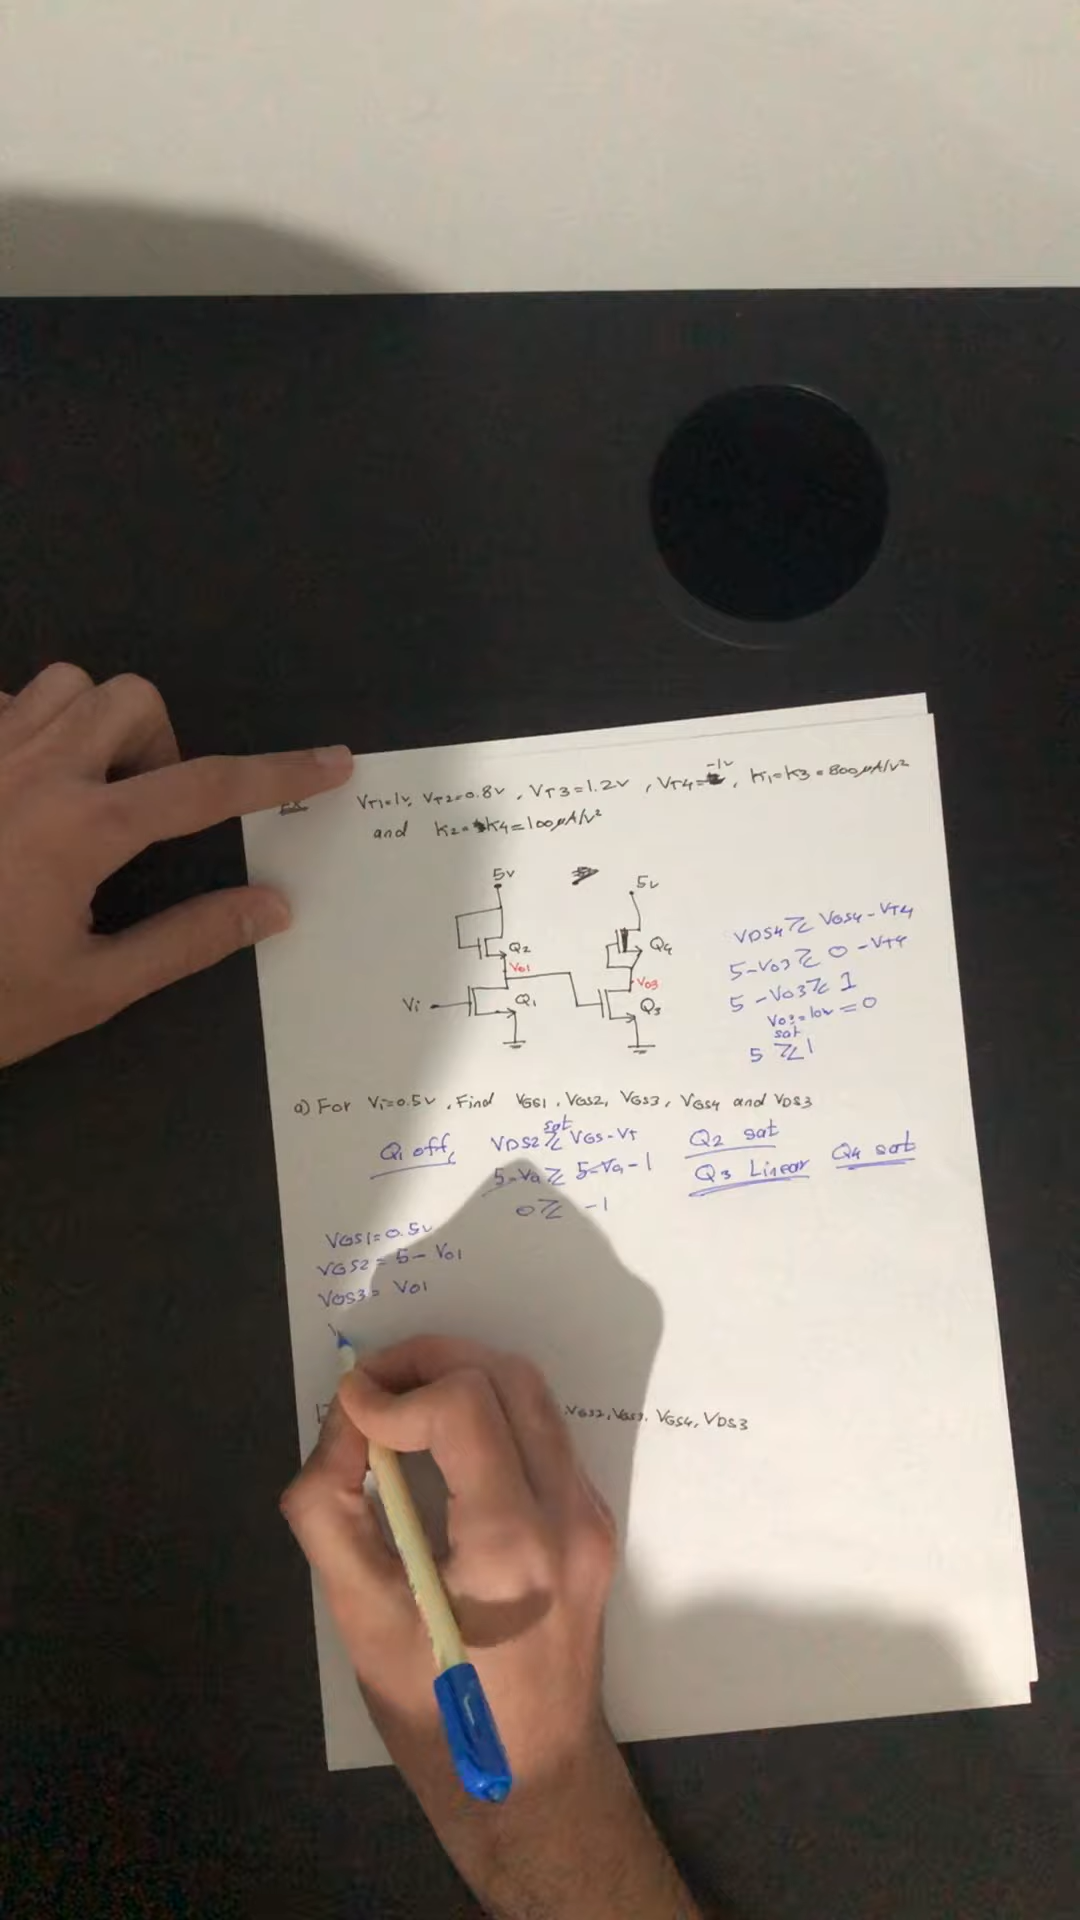 Ex VT1=1v, VT2=0.8v, VT3=1.2v, VT4=-1v, K1=K3=800μA/V²
and K2=K4=100μA/V²
5v
5v
Q2
Q4
Vo1
Vo3
Vi
Q1
Q3
VDS4 ≥ VGS4-VT4
5-Vo3 ≥ 0-VT4
5-Vo3 ≥ 1
Vo3=low=0
sat
5 ≥ 1
a) For Vi=0.5v, Find VGS1, VGS2, VGS3, VGS4 and VDS3
Q1 off,
sat
VDS2 ≥ VGS-VT
5-Va ≥ 5-Va-1
0 ≥ -1
Q2 sat
Q3 Linear
Q4 sat
VGS1=0.5v
VGS2=5-Vo1
VGS3=Vo1
V
VGS2, VGS3, VGS4, VDS3